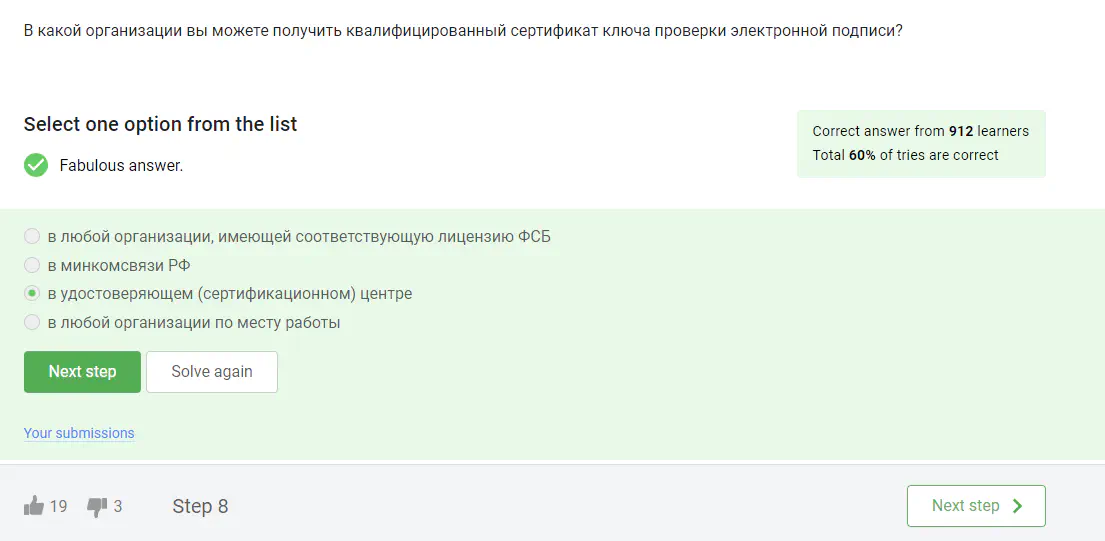 В какой организации вы можете получить квалифицированный сертификат ключа проверки электронной подписи?
Select one option from the list
Fabulous answer.
Correct answer from 912 learners
Total 60% of tries are correct
в любой организации, имеющей соответствующую лицензию ФСБ
в минкомсвязи РФ
в удостоверяющем (сертификационном) центре
в любой организации по месту работы
Next step
Solve again
Your submissions
19
3
Step 8
Next step